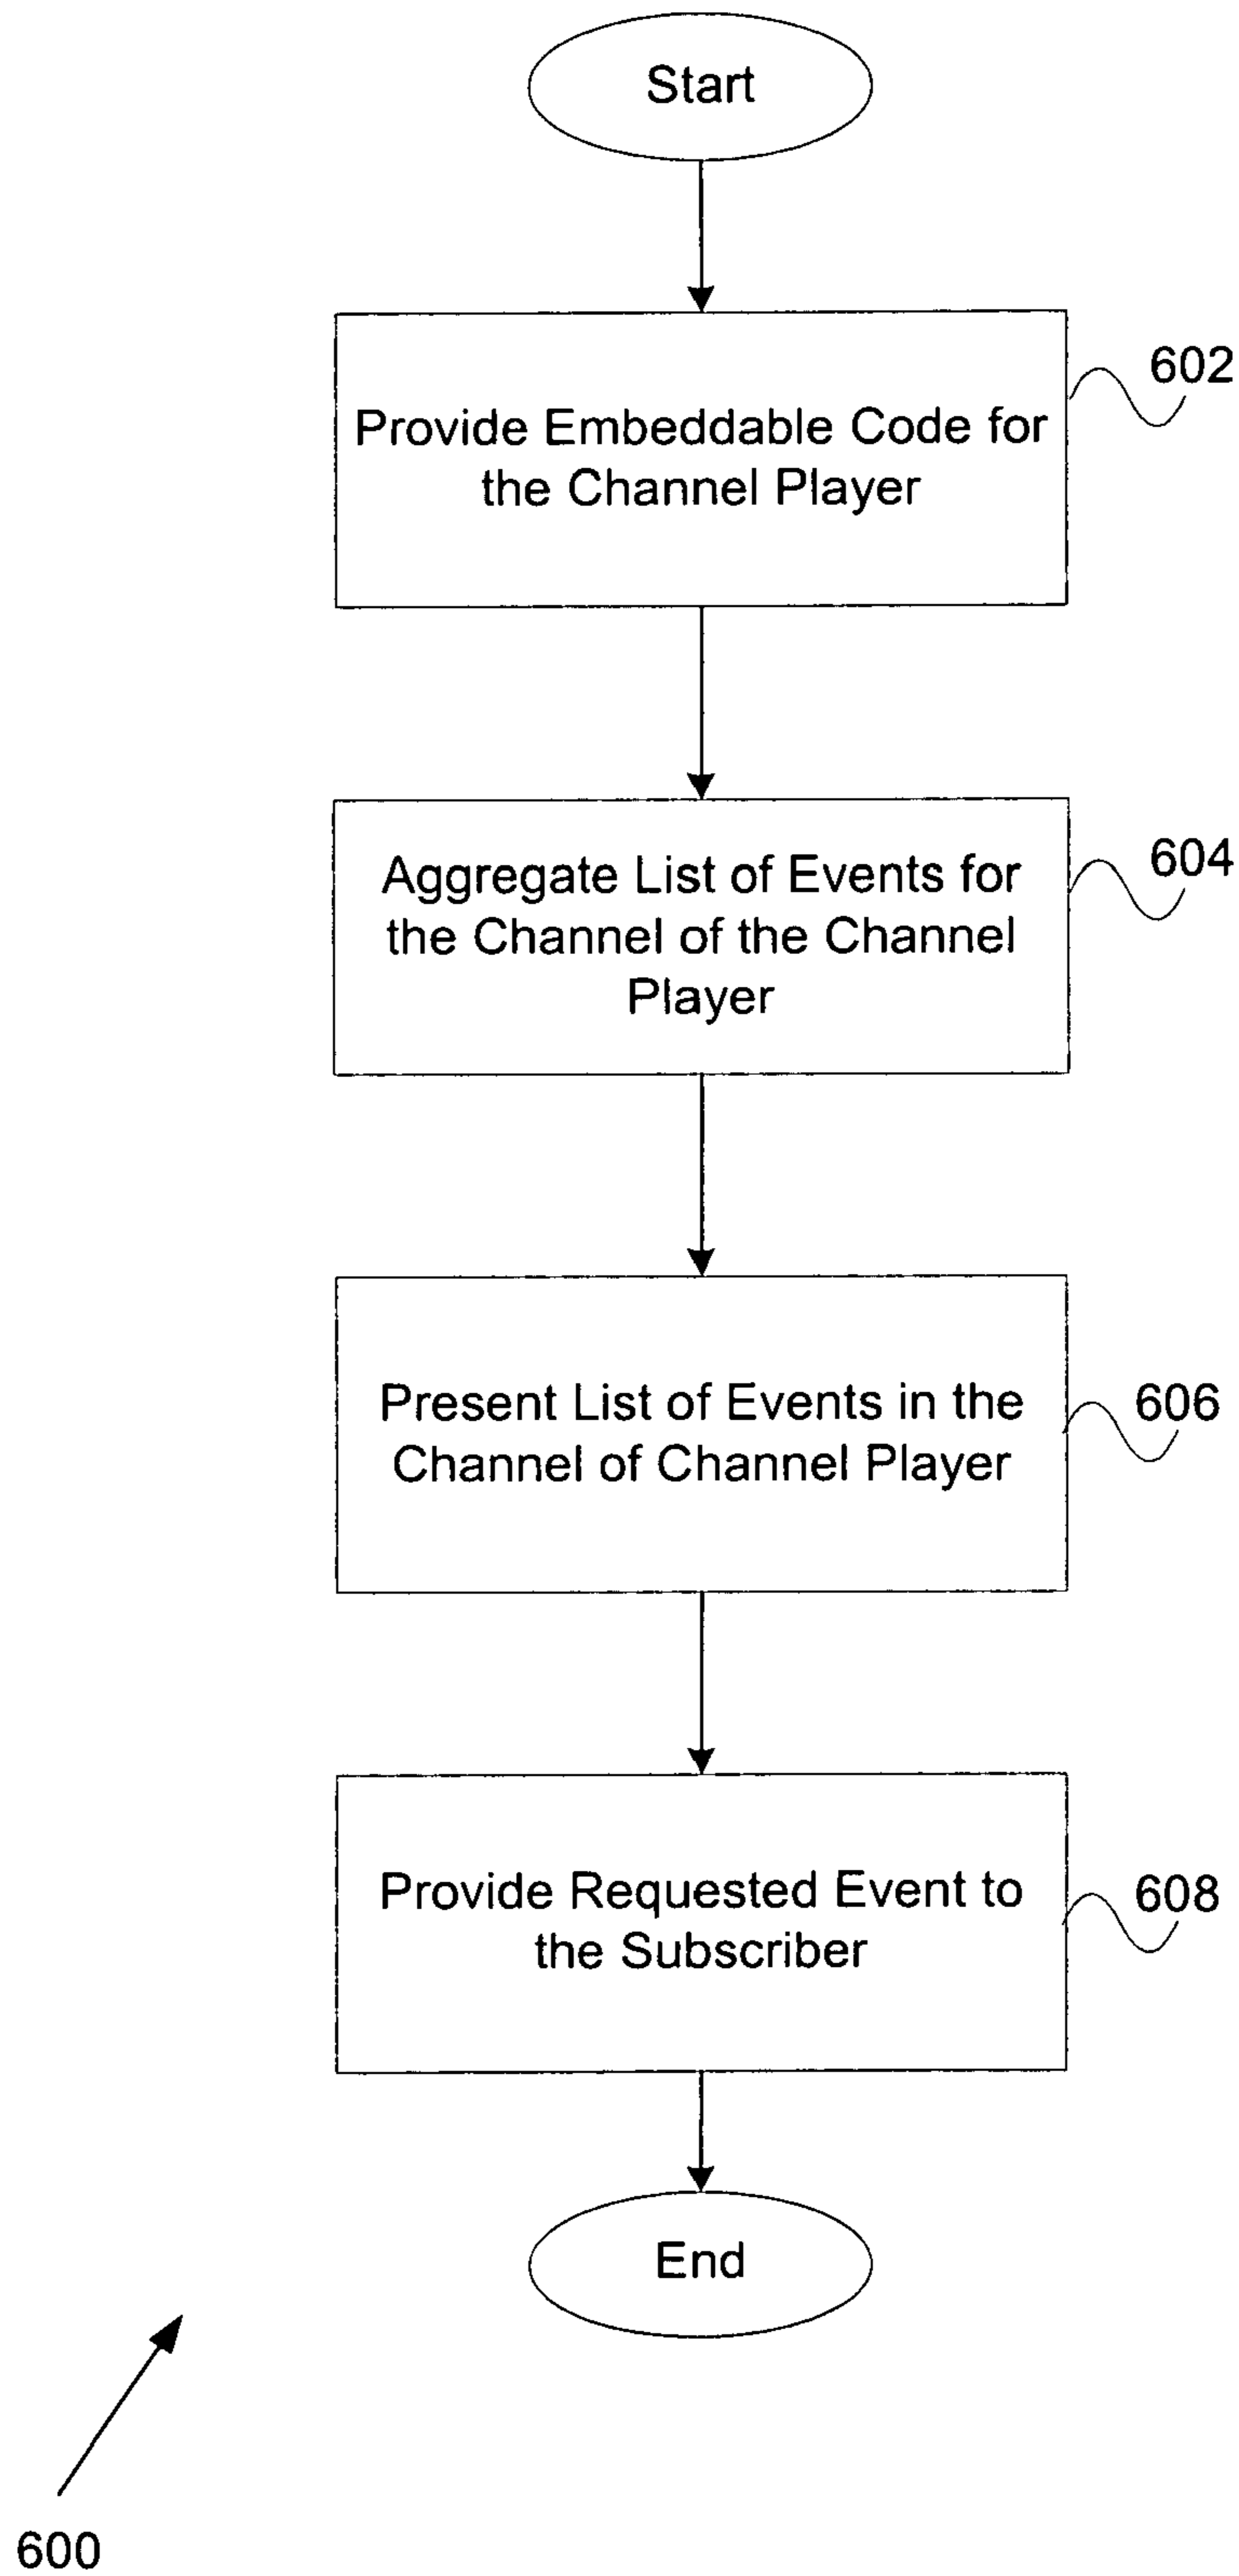 Start
602
Provide Embeddable Code for
the Channel Player
604
Aggregate List of Events for
the Channel of the Channel
Player
606
Present List of Events in the
Channel of Channel Player
608
Provide Requested Event to
the Subscriber
End
600